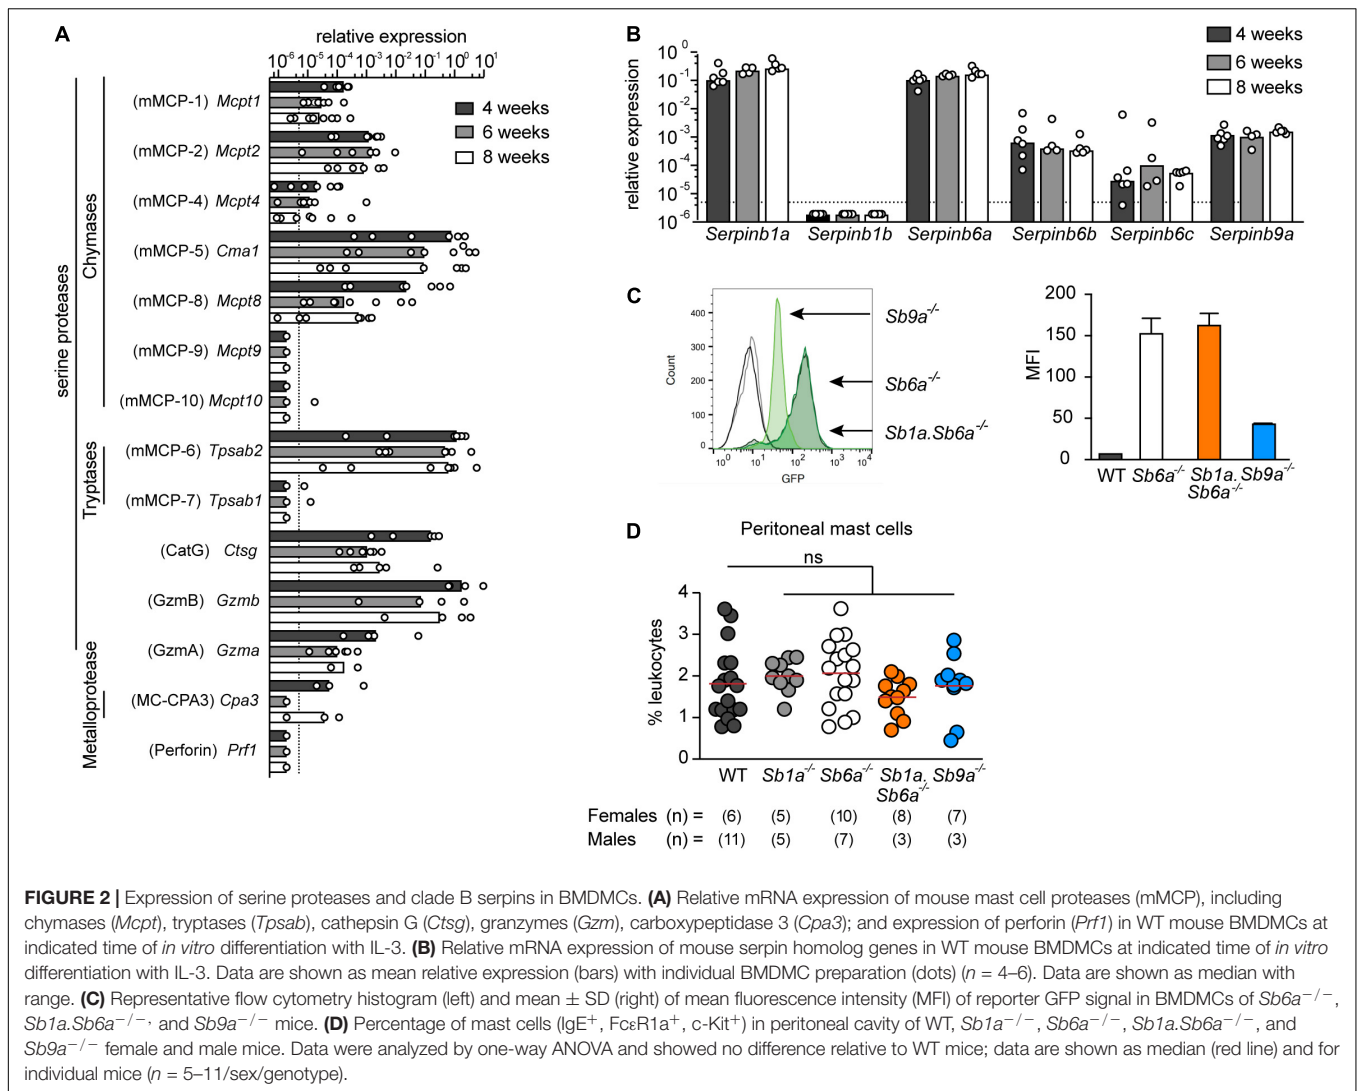 A
relative expression
10-6 10-5 10-4 10-3 10-2 10-1 100 101
serine proteases
Chymases
Tryptases
Metalloprotease
(mMCP-1) Mcpt1
(mMCP-2) Mcpt2
(mMCP-4) Mcpt4
(mMCP-5) Cma1
(mMCP-8) Mcpt8
(mMCP-9) Mcpt9
(mMCP-10) Mcpt10
(mMCP-6) Tpsab2
(mMCP-7) Tpsab1
(CatG) Ctsg
(GzmB) Gzmb
(GzmA) Gzma
(MC-CPA3) Cpa3
(Perforin) Prf1
4 weeks
6 weeks
8 weeks
B
relative expression
10 0
10-1
10-2
10-3
10-4
10-5
10-6
Serpinb1a Serpinb1b Serpinb6a Serpinb6b Serpinb6c Serpinb9a
4 weeks
6 weeks
8 weeks
C
Count
400
300
200
100
0
10 0 10 1 10 2 10 3 10 4
GFP
Sb9a-/-
Sb6a-/-
Sb1a.Sb6a-/-
MFI
200
150
100
50
0
WT Sb6a-/- Sb1a. Sb9a-/-
Sb6a-/-
D
Peritoneal mast cells
ns
% leukocytes
4
3
2
1
0
WT Sb1a-/- Sb6a-/- Sb1a. Sb9a-/-
Sb6a-/-
Females (n) = (6) (5) (10) (8) (7)
Males (n) = (11) (5) (7) (3) (3)
FIGURE 2 | Expression of serine proteases and clade B serpins in BMDMCs. (A) Relative mRNA expression of mouse mast cell proteases (mMCP), including
chymases (Mcpt), tryptases (Tpsab), cathepsin G (Ctsg), granzymes (Gzm), carboxypeptidase 3 (Cpa3); and expression of perforin (Prf1) in WT mouse BMDMCs at
indicated time of in vitro differentiation with IL-3. (B) Relative mRNA expression of mouse serpin homolog genes in WT mouse BMDMCs at indicated time of in vitro
differentiation with IL-3. Data are shown as mean relative expression (bars) with individual BMDMC preparation (dots) (n = 4–6). Data are shown as median with
range. (C) Representative flow cytometry histogram (left) and mean ± SD (right) of mean fluorescence intensity (MFI) of reporter GFP signal in BMDMCs of Sb6a−/−,
Sb1a.Sb6a−/−, and Sb9a−/− mice. (D) Percentage of mast cells (IgE+, FcεR1a+, c-Kit+) in peritoneal cavity of WT, Sb1a−/−, Sb6a−/−, Sb1a.Sb6a−/−, and
Sb9a−/− female and male mice. Data were analyzed by one-way ANOVA and showed no difference relative to WT mice; data are shown as median (red line) and for
individual mice (n = 5–11/sex/genotype).